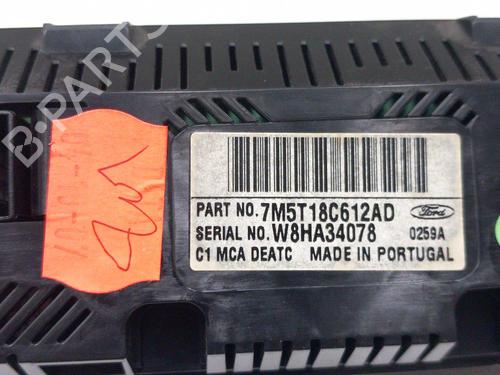 B-PARTS
PART NO. 7M5T18C612AD
Ford
SERIAL NO. W8HA34078 0259A
C1 MCA DEATC MADE IN PORTUGAL